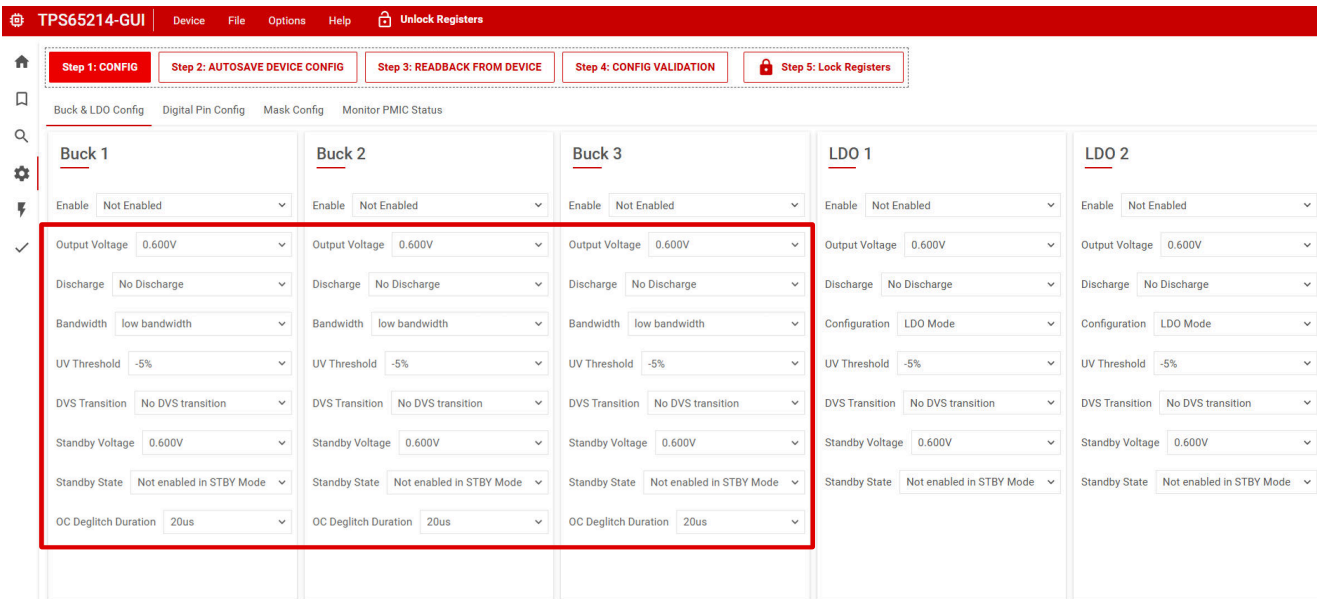 TPS65214-GUI Device File Options Help Unlock Registers
Step 1: CONFIG Step 2: AUTOSAVE DEVICE CONFIG Step 3: READBACK FROM DEVICE Step 4: CONFIG VALIDATION Step 5: Lock Registers
Buck & LDO Config Digital Pin Config Mask Config Monitor PMIC Status
Buck 1
Enable Not Enabled
Output Voltage 0.600V
Discharge No Discharge
Bandwidth low bandwidth
UV Threshold -5%
DVS Transition No DVS transition
Standby Voltage 0.600V
Standby State Not enabled in STBY Mode
OC Deglitch Duration 20us
Buck 2
Enable Not Enabled
Output Voltage 0.600V
Discharge No Discharge
Bandwidth low bandwidth
UV Threshold -5%
DVS Transition No DVS transition
Standby Voltage 0.600V
Standby State Not enabled in STBY Mode
OC Deglitch Duration 20us
Buck 3
Enable Not Enabled
Output Voltage 0.600V
Discharge No Discharge
Bandwidth low bandwidth
UV Threshold -5%
DVS Transition No DVS transition
Standby Voltage 0.600V
Standby State Not enabled in STBY Mode
OC Deglitch Duration 20us
LDO 1
Enable Not Enabled
Output Voltage 0.600V
Discharge No Discharge
Configuration LDO Mode
UV Threshold -5%
DVS Transition No DVS transition
Standby Voltage 0.600V
Standby State Not enabled in STBY Mode
LDO 2
Enable Not Enabled
Output Voltage 0.600V
Discharge No Discharge
Configuration LDO Mode
UV Threshold -5%
DVS Transition No DVS transition
Standby Voltage 0.600V
Standby State Not enabled in STBY Mode